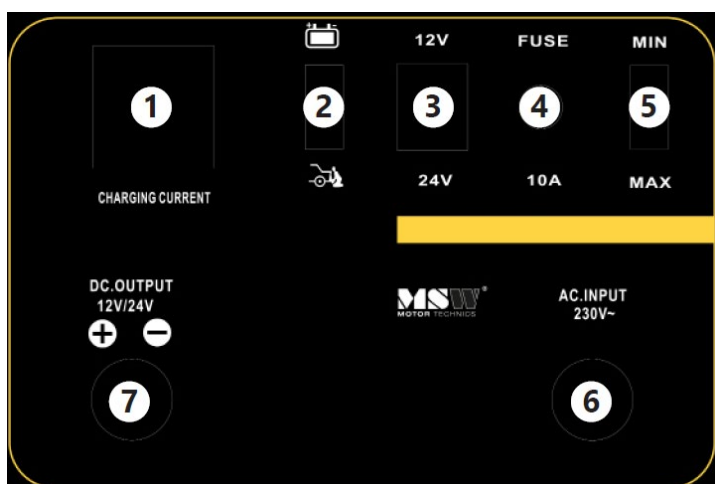 12V FUSE MIN
1 2 3 4 5
24V 10A MAX
CHARGING CURRENT
DC.OUTPUT
12V/24V
+ −
MSW®
MOTOR TECHNICS
AC.INPUT
230V~
7 6